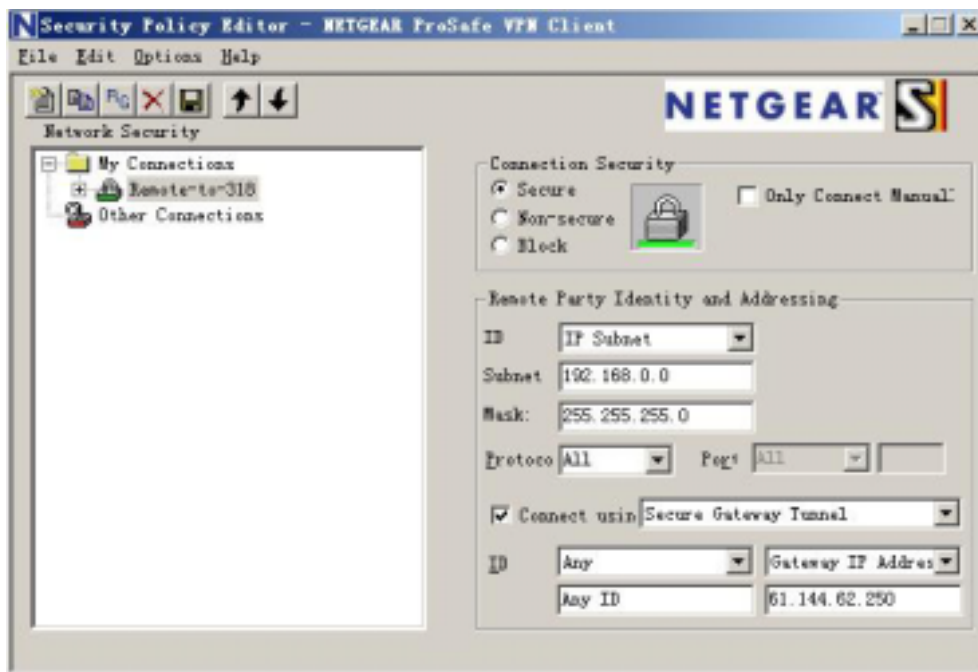 Security Policy Editor - NETGEAR ProSafe VPN Client
File Edit Options Help
NETGEAR
Network Security
My Connections
Remote-to-318
Other Connections
Connection Security
Secure
Non-secure
Block
Only Connect Manual
Remote Party Identity and Addressing
ID IP Subnet
Subnet 192.168.0.0
Mask: 255.255.255.0
Protoco All Port All
Connect usin Secure Gateway Tunnel
ID Any Gateway IP Addres
Any ID 61.144.62.250